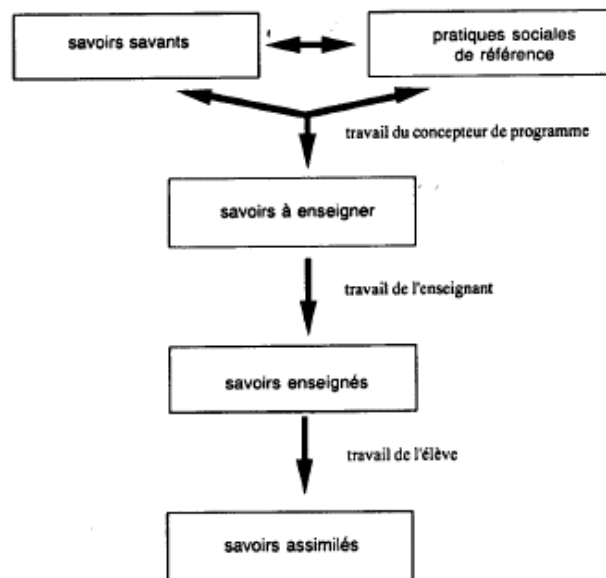 savoirs savants
pratiques sociales
de référence
travail du concepteur de programme
savoirs à enseigner
travail de l'enseignant
savoirs enseignés
travail de l'élève
savoirs assimilés